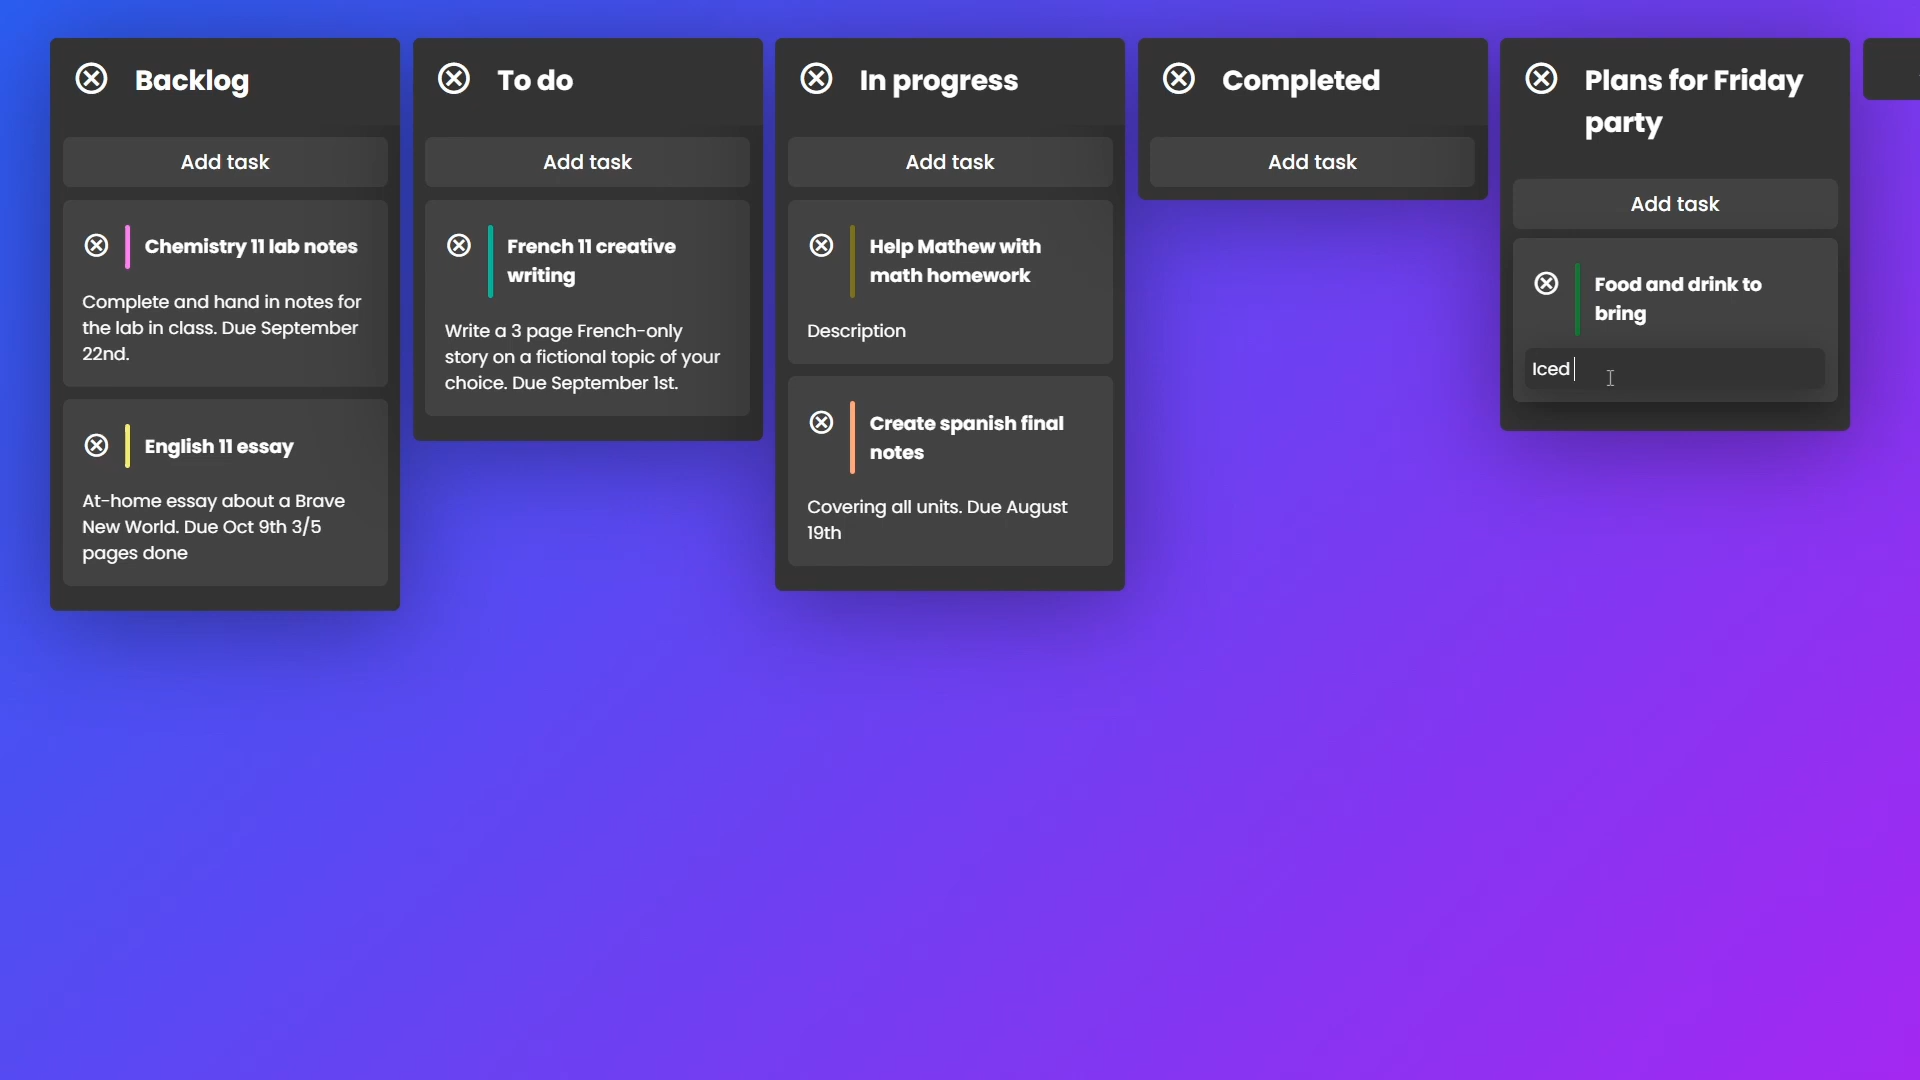 Backlog
Add task
Chemistry 11 lab notes
Complete and hand in notes for
the lab in class. Due September
22nd.
English 11 essay
At-home essay about a Brave
New World. Due Oct 9th 3/5
pages done
To do
Add task
French 11 creative
writing
Write a 3 page French-only
story on a fictional topic of your
choice. Due September 1st.
In progress
Add task
Help Mathew with
math homework
Description
Create spanish final
notes
Covering all units. Due August
19th
Completed
Add task
Plans for Friday
party
Add task
Food and drink to
bring
Iced